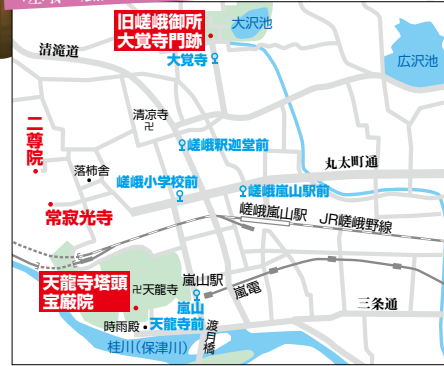 旧嵯峨御所
大覚寺門跡
大沢池
大覚寺
清滝道
広沢池
清凉寺
卍
二尊院
嵯峨釈迦堂前
落柿舎
丸太町通
嵯峨小学校前
嵯峨嵐山駅前
常寂光寺
嵯峨嵐山駅
JR嵯峨野線
天龍寺塔頭
宝厳院
卍天龍寺
嵐山駅
嵐電
嵐山
天龍寺前
三条通
時雨殿
渡月橋
桂川(保津川)